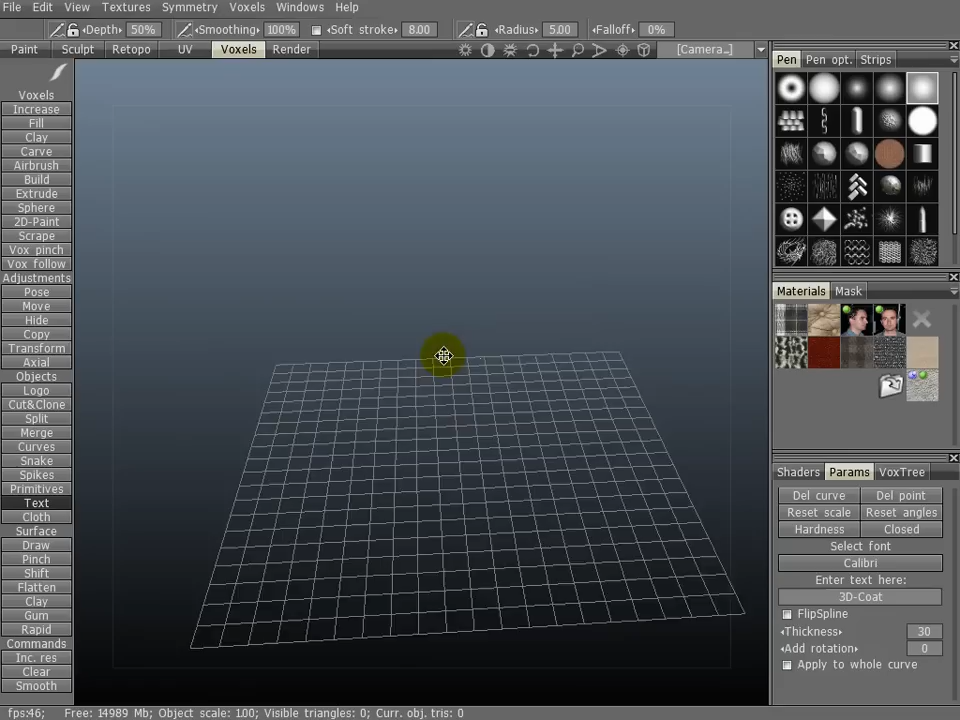 File Edit View Textures Symmetry Voxels Windows Help
Depth: 50% Smoothing: 100% Soft stroke: 8.00 Radius: 5.00 Falloff: 0%
Paint Sculpt Retopo UV Voxels Render [Camera..]
Voxels
Increase
Fill
Clay
Carve
Airbrush
Build
Extrude
Sphere
2D-Paint
Scrape
Vox pinch
Vox follow
Adjustments
Pose
Move
Hide
Copy
Transform
Axial
Objects
Logo
Cut&Clone
Split
Merge
Curves
Snake
Spikes
Primitives
Text
Cloth
Surface
Draw
Pinch
Shift
Flatten
Clay
Gum
Rapid
Commands
Inc. res
Clear
Smooth
Pen Pen opt. Strips
Materials Mask
Shaders Params VoxTree
Del curve Del point
Reset scale Reset angles
Hardness Closed
Select font
Calibri
Enter text here:
3D-Coat
FlipSpline
Thickness 30
Add rotation 0
Apply to whole curve
fps:46; Free: 14989 Mb; Object scale: 1.00; Visible triangles: 0; Curr. obj. tris: 0